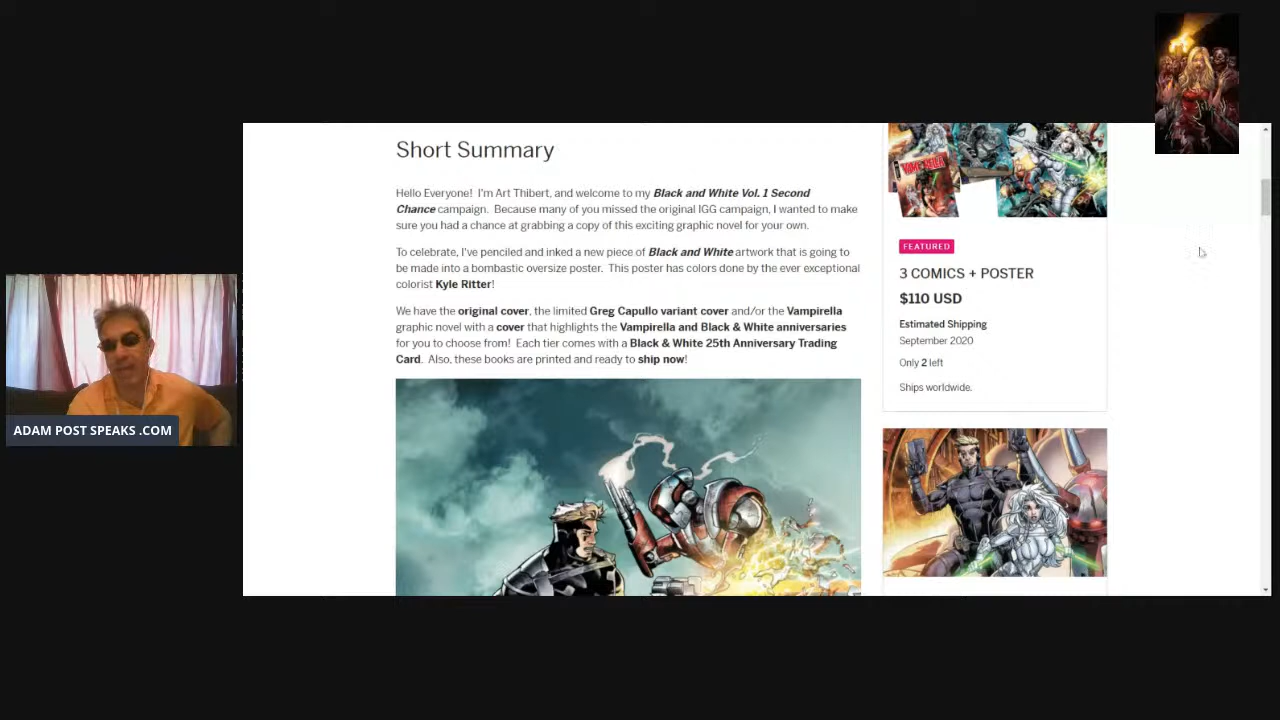 Short Summary
Hello Everyone! I'm Art Thibert, and welcome to my Black and White Vol. 1 Second
Chance campaign. Because many of you missed the original IGG campaign, I wanted to make
sure you had a chance at grabbing a copy of this exciting graphic novel for your own.
To celebrate, I've penciled and inked a new piece of Black and White artwork that is going to
be made into a bombastic oversize poster. This poster has colors done by the ever exceptional
colorist Kyle Ritter!
We have the original cover, the limited Greg Capullo variant cover and/or the Vampirella
graphic novel with a cover that highlights the Vampirella and Black & White anniversaries
for you to choose from! Each tier comes with a Black & White 25th Anniversary Trading
Card. Also, these books are printed and ready to ship now!
FEATURED
3 COMICS + POSTER
$110 USD
Estimated Shipping
September 2020
Only 2 left
Ships worldwide.
ADAM POST SPEAKS .COM